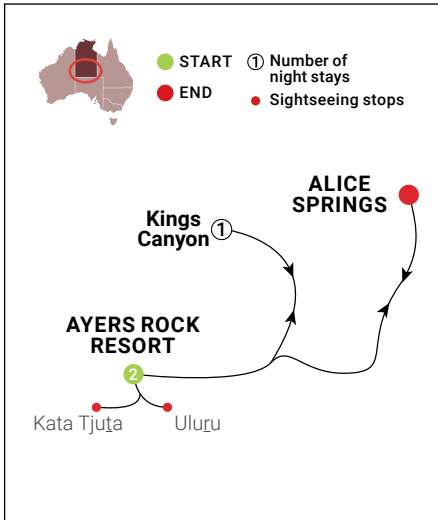 START
END
① Number of
night stays
Sightseeing stops
ALICE
SPRINGS
Kings
Canyon ①
AYERS ROCK
RESORT
2
Kata Tjuṯa
Uluṟu